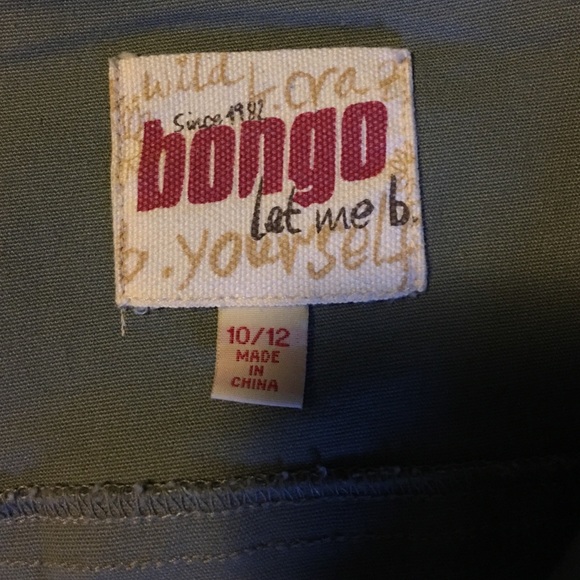 wild
Since 1982
bongo
let me b.
b. yourself
10/12
MADE
IN
CHINA